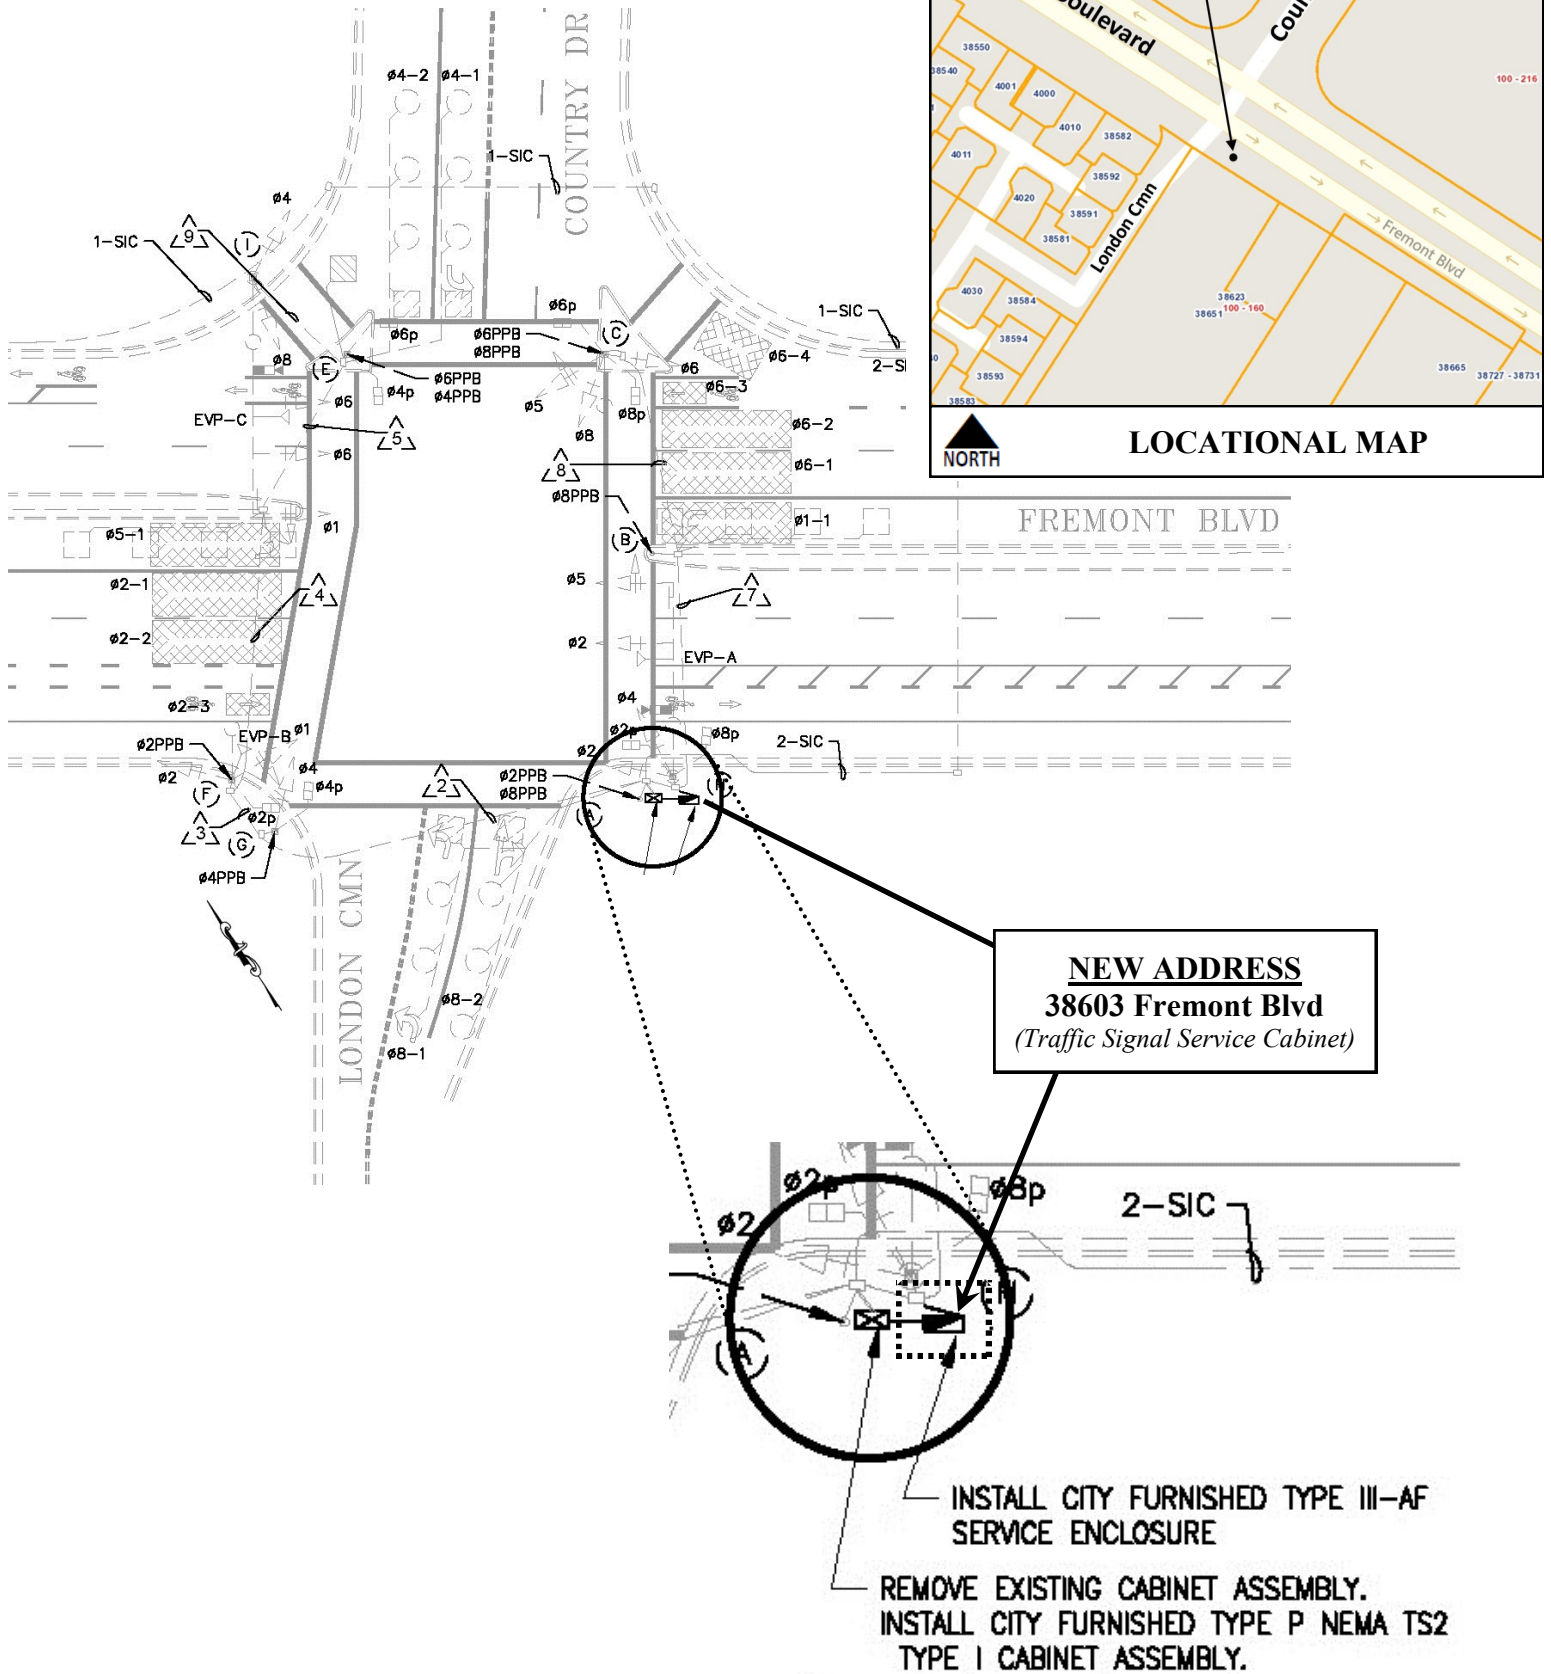 ø4-2 ø4-1
COUNTRY DR
1-SIC
ø4
9
I
1-SIC
ø6p
ø6p
ø6PPB
ø8PPB
C
1-SIC
ø6-4
2-SI
ø8
E
ø6PPB
ø4PPB
ø4p
ø6
ø6-3
EVP-C
ø6
5
ø5
ø8p
ø8
ø6-2
ø6
8
ø6-1
ø8PPB
ø1
ø1-1
FREMONT BLVD
ø5-1
B
ø2-1
4
ø5
7
ø2-2
ø2
EVP-A
ø2-3
ø4
EVP-B
ø1
ø2p
ø8p
ø2PPB
ø2
2-SIC
ø2
ø4
F
ø4p
2
ø2PPB
ø8PPB
H
3
ø2p
A
G
ø4PPB
LONDON CMN
ø8-2
ø8-1
oulevard
Coun
38550
38540
4001
4000
4010
38582
4011
38592
4020
38591
38581
London Cmn
4030
38584
38594
38593
38583
100 - 216
Fremont Blvd
38623
38651 100 - 160
38665
38727 - 38731
NORTH
LOCATIONAL MAP
NEW ADDRESS
38603 Fremont Blvd
(Traffic Signal Service Cabinet)
ø2p
ø8p
ø2
2-SIC
H
A
INSTALL CITY FURNISHED TYPE III-AF
SERVICE ENCLOSURE
REMOVE EXISTING CABINET ASSEMBLY.
INSTALL CITY FURNISHED TYPE P NEMA TS2
TYPE I CABINET ASSEMBLY.